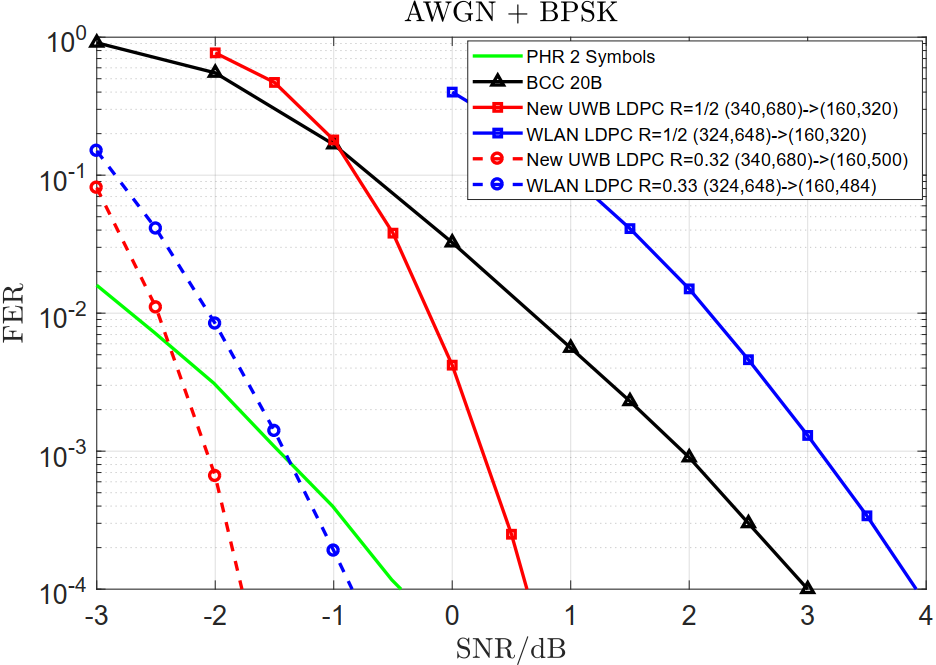 AWGN + BPSK
10^0
10^-1
10^-2
10^-3
10^-4
FER
PHR 2 Symbols
BCC 20B
New UWB LDPC R=1/2 (340,680)->(160,320)
WLAN LDPC R=1/2 (324,648)->(160,320)
New UWB LDPC R=0.32 (340,680)->(160,500)
WLAN LDPC R=0.33 (324,648)->(160,484)
-3 -2 -1 0 1 2 3 4
SNR/dB